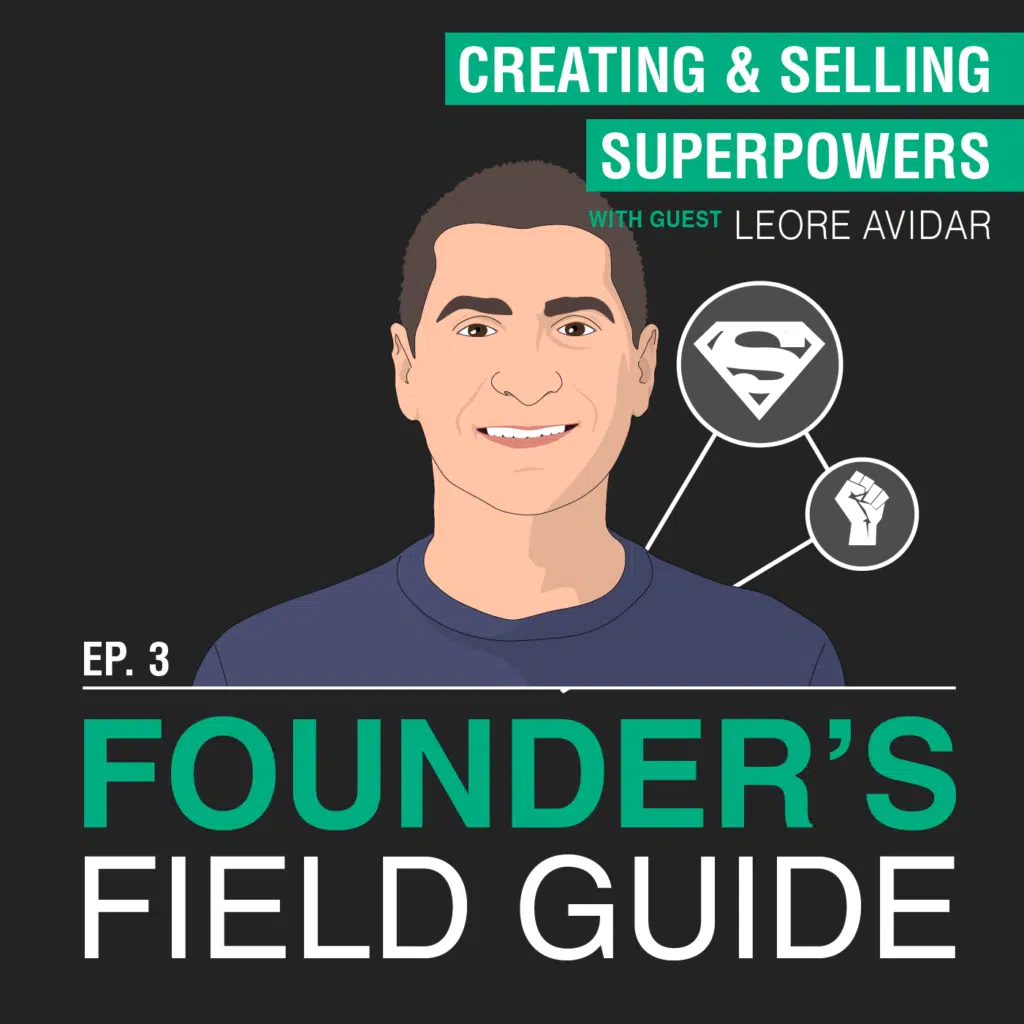 CREATING & SELLING
SUPERPOWERS
WITH GUEST LEORE AVIDAR
S
EP. 3
FOUNDER'S
FIELD GUIDE